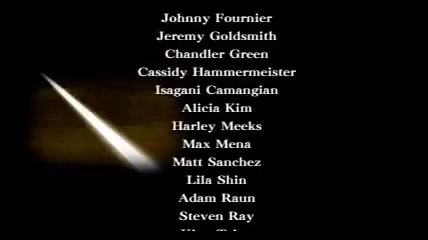 Johnny Fournier
Jeremy Goldsmith
Chandler Green
Cassidy Hammermeister
Isagani Camangian
Alicia Kim
Harley Meeks
Max Mena
Matt Sanchez
Lila Shin
Adam Raun
Steven Ray